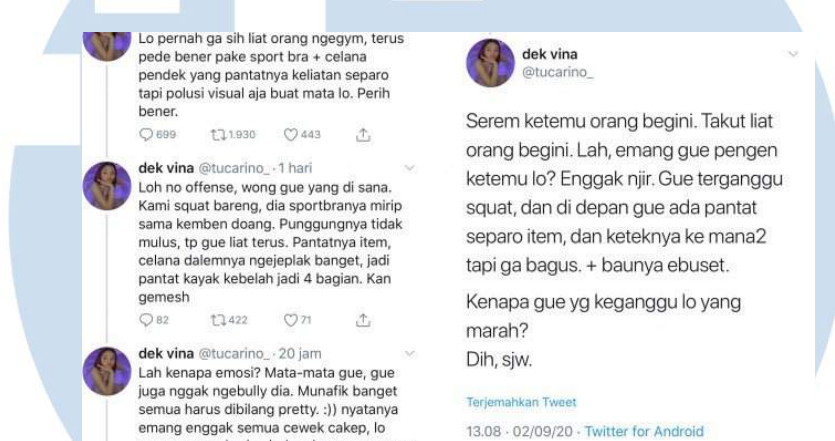 Lo pernah ga sih liat orang ngegym, terus
pede bener pake sport bra + celana
pendek yang pantatnya keliatan separo
tapi polusi visual aja buat mata lo. Perih
bener.
699 1.930 443
dek vina @tucarino_ · 1 hari
Loh no offense, wong gue yang di sana.
Kami squat bareng, dia sportbranya mirip
sama kemben doang. Punggungnya tidak
mulus, tp gue liat terus. Pantatnya item,
celana dalemnya ngejeplak banget, jadi
pantat kayak kebelah jadi 4 bagian. Kan
gemesh
82 422 71
dek vina @tucarino_ · 20 jam
Lah kenapa emosi? Mata-mata gue, gue
juga nggak ngebully dia. Munafik banget
semua harus dibilang pretty. :)) nyatanya
emang enggak semua cewek cakep, lo
dek vina
@tucarino_
Serem ketemu orang begini. Takut liat
orang begini. Lah, emang gue pengen
ketemu lo? Enggak njir. Gue terganggu
squat, dan di depan gue ada pantat
separo item, dan keteknya ke mana2
tapi ga bagus. + baunya ebuset.
Kenapa gue yg keganggu lo yang
marah?
Dih, sjw.
Terjemahkan Tweet
13.08 · 02/09/20 · Twitter for Android